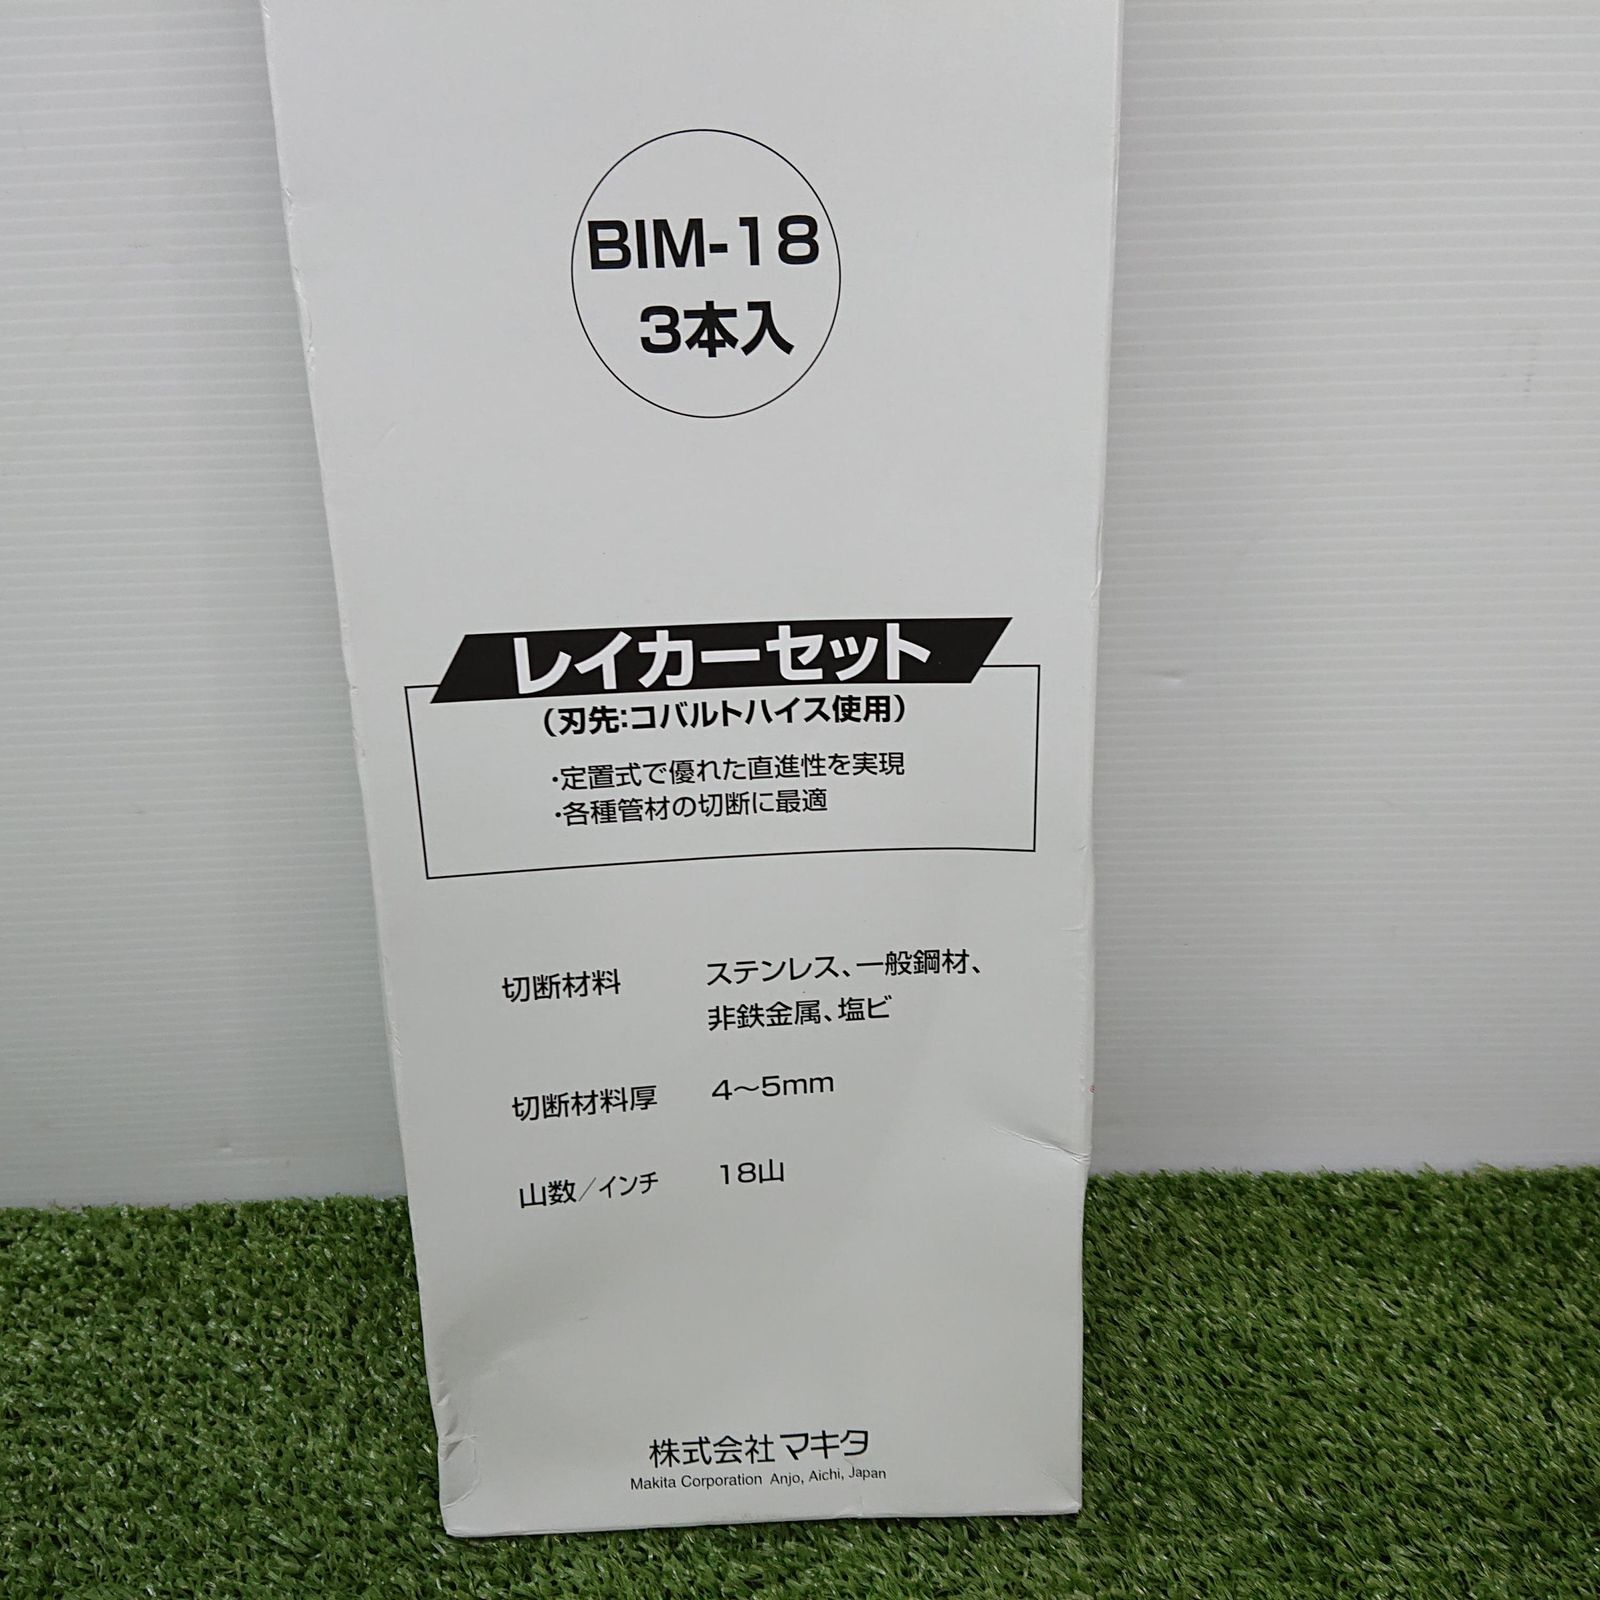 BIM-18
3本入
レイカーセット
（刃先：コバルトハイス使用）
・定置式で優れた直進性を実現
・各種管材の切断に最適
切断材料 ステンレス、一般鋼材、
非鉄金属、塩ビ
切断材料厚 4～5mm
山数／インチ 18山
株式会社マキタ
Makita Corporation Anjo, Aichi, Japan